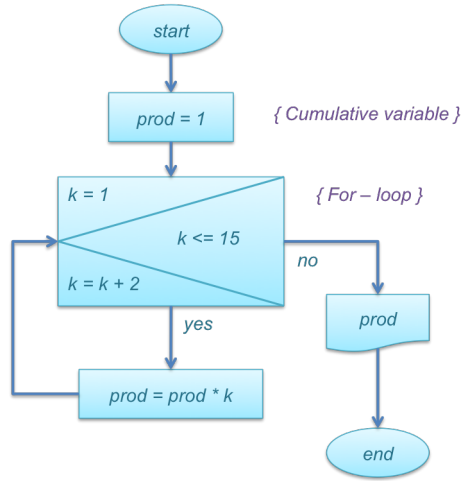 start
prod = 1
{ Cumulative variable }
k = 1
{ For – loop }
k <= 15
no
k = k + 2
prod
yes
prod = prod * k
end